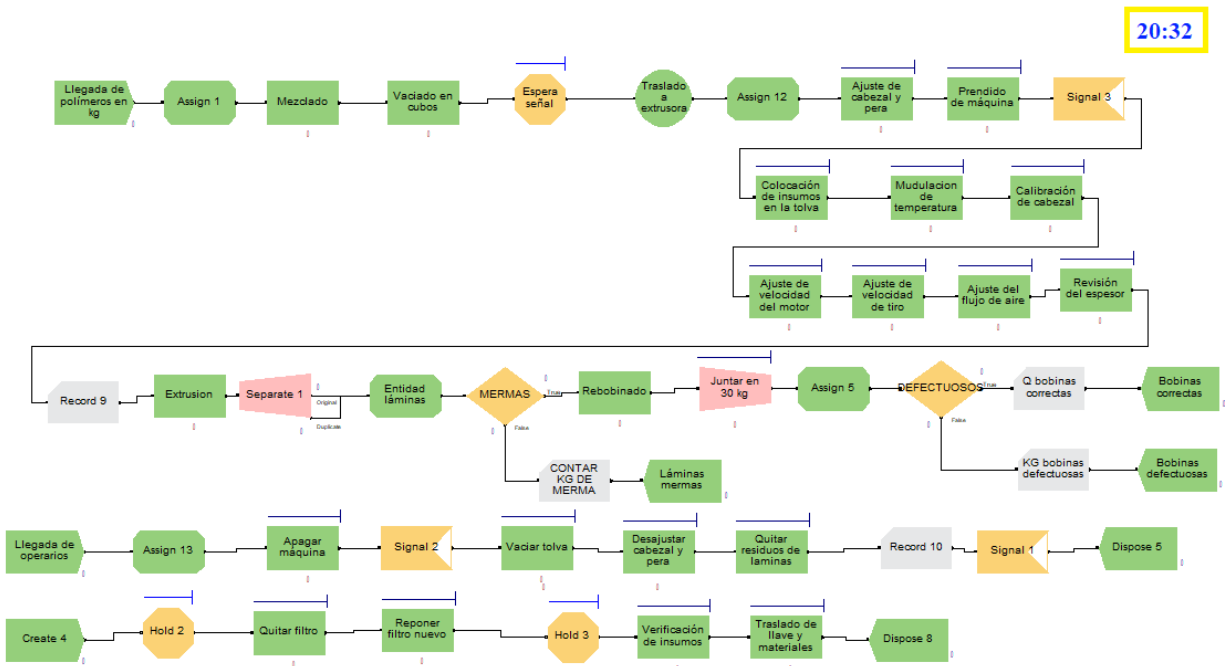 20:32
Llegada de
polímeros en
kg
Assign 1
Mezclado
Vaciado en
cubos
Espera
señal
Traslado
a
extrusora
Assign 12
Ajuste de
cabezal y
pera
Prendido
de máquina
Signal 3
Colocación
de insumos
en la tolva
Mudulacion
de
temperatura
Calibración
de cabezal
Ajuste de
velocidad
del motor
Ajuste de
velocidad
de tiro
Ajuste del
flujo de aire
Revisión
del espesor
Record 9
Extrusion
Separate 1
Original
Duplicate
Entidad
láminas
MERMAS
True
False
Rebobinado
Juntar en
30 kg
Assign 5
DEFECTUOSOS
True
False
Q bobinas
correctas
Bobinas
correctas
CONTAR
KG DE
MERMA
Láminas
mermas
KG bobinas
defectuosas
Bobinas
defectuosas
Llegada de
operarios
Assign 13
Apagar
máquina
Signal 2
Vaciar tolva
Desajustar
cabezal y
pera
Quitar
residuos de
laminas
Record 10
Signal 1
Dispose 5
Create 4
Hold 2
Quitar filtro
Reponer
filtro nuevo
Hold 3
Verificación
de insumos
Traslado de
llave y
materiales
Dispose 8